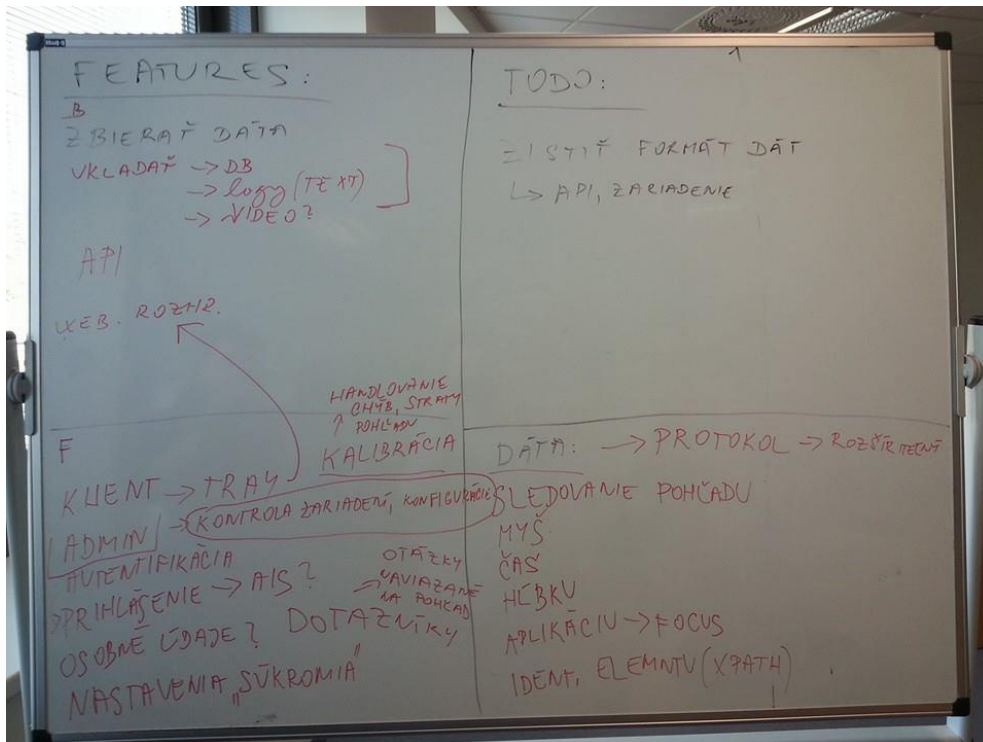 FEATURES:
B
ZBIERAŤ DÁTA
VKLADAŤ -> DB
-> logy (TEXT)
-> VIDEO?
API
WEB. ROZHR.
TODO:
ZISTIŤ FORMÁT DÁT
↳ API, ZARIADENIE
F
HANDLOVANIE
CHÝB, STRATY
POHĽADU
↑
KALIBRÁCIA
KLIENT -> TRAY
ADMIN -> KONTROLA ZARIADENÍ, KONFIGURÁCIE
AUTENTIFIKÁCIA
>PRIHLÁSENIE -> AIS?
OSOBNÉ ÚDAJE?
DOTAZNÍKY
-> OTÁZKY
NAVIAZANÉ
NA POHĽAD
NASTAVENIA „SÚKROMIA"
DÁTA: -> PROTOKOL -> ROZŠÍRITEĽNÝ
SLEDOVANIE POHĽADU
MYŠ
ČAS
HĹBKU
APLIKÁCIU -> FOCUS
IDENT, ELEMNTU (XPATH)